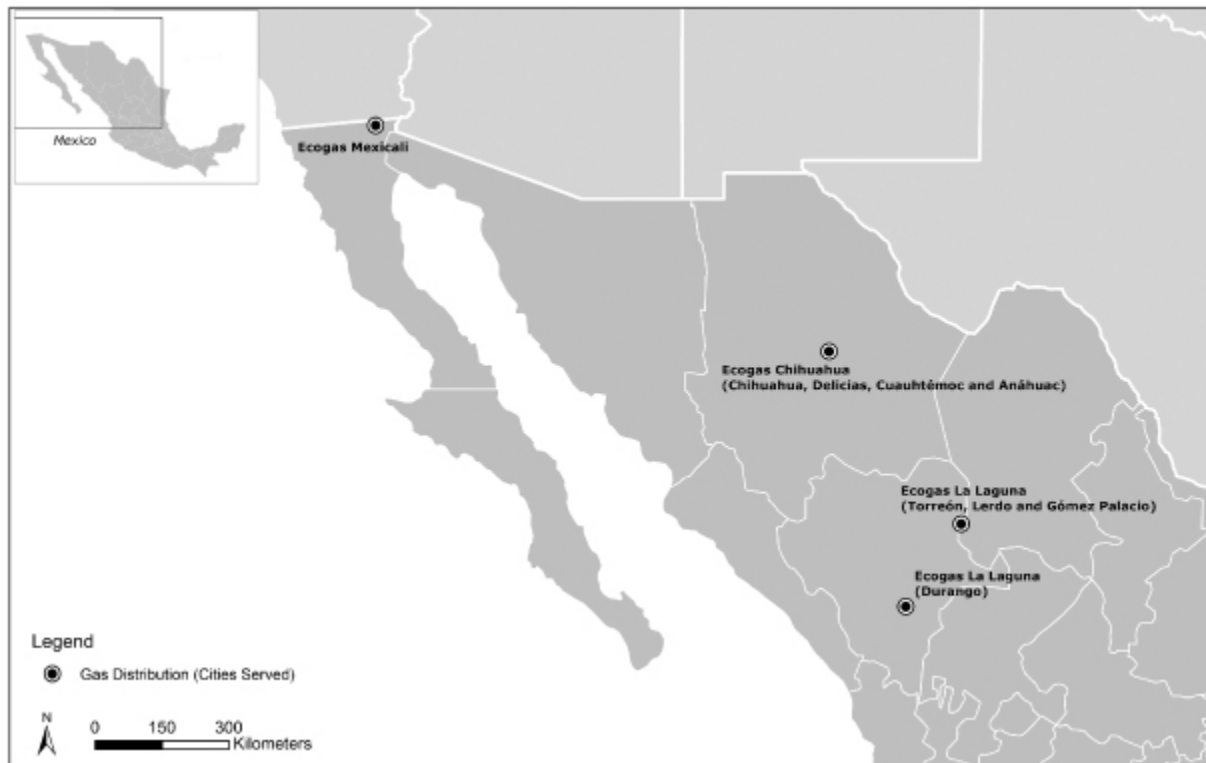 Mexico
Ecogas Mexicali
Ecogas Chihuahua
(Chihuahua, Delicias, Cuauhtémoc and Anáhuac)
Ecogas La Laguna
(Torreón, Lerdo and Gómez Palacio)
Ecogas La Laguna
(Durango)
Legend
Gas Distribution (Cities Served)
N
0 150 300
Kilometers